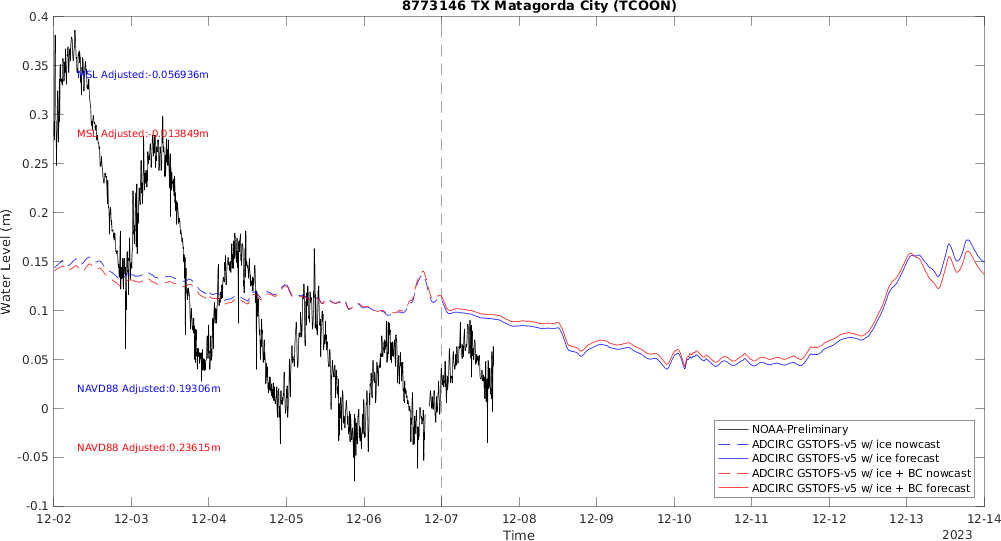 8773146 TX Matagorda City (TCOON)
Water Level (m)
0.4
0.35
0.3
0.25
0.2
0.15
0.1
0.05
0
-0.05
-0.1
MSL Adjusted:-0.056936m
MSL Adjusted:-0.013849m
NAVD88 Adjusted:0.19306m
NAVD88 Adjusted:0.23615m
NOAA-Preliminary
ADCIRC GSTOFS-v5 w/ ice nowcast
ADCIRC GSTOFS-v5 w/ ice forecast
ADCIRC GSTOFS-v5 w/ ice + BC nowcast
ADCIRC GSTOFS-v5 w/ ice + BC forecast
12-02 12-03 12-04 12-05 12-06 12-07 12-08 12-09 12-10 12-11 12-12 12-13 12-14
Time
2023